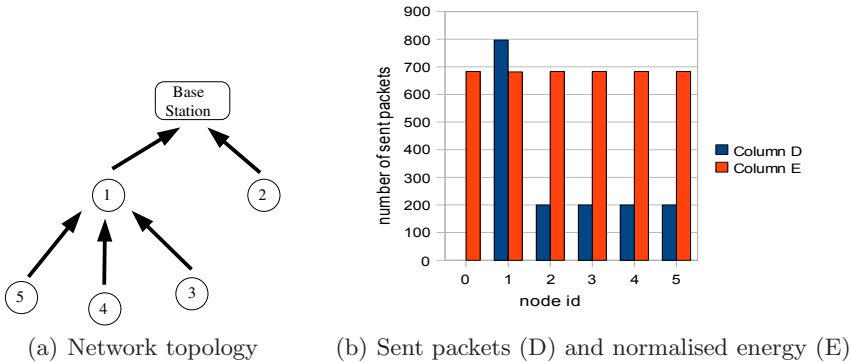 Base
Station
1
2
5
4
3
(a) Network topology
900
800
700
600
500
400
300
200
100
0
number of sent packets
0 1 2 3 4 5
node id
Column D
Column E
(b) Sent packets (D) and normalised energy (E)